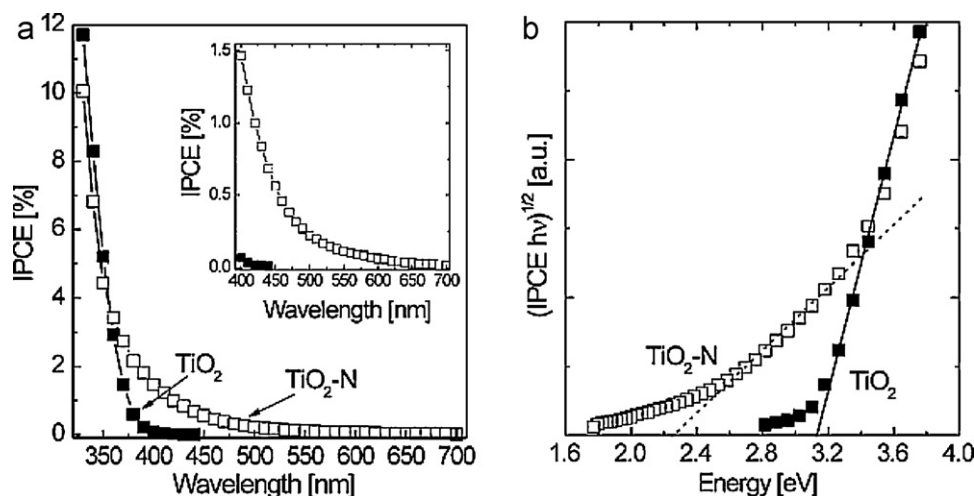 a
IPCE [%]
12
10
8
6
4
2
0
350 400 450 500 550 600 650 700
Wavelength [nm]
TiO2
TiO2-N
IPCE [%]
1.5
1.0
0.5
0.0
400 450 500 550 600 650 700
Wavelength [nm]
b
(IPCE hν)1/2 [a.u.]
TiO2-N
TiO2
1.6 2.0 2.4 2.8 3.2 3.6 4.0
Energy [eV]